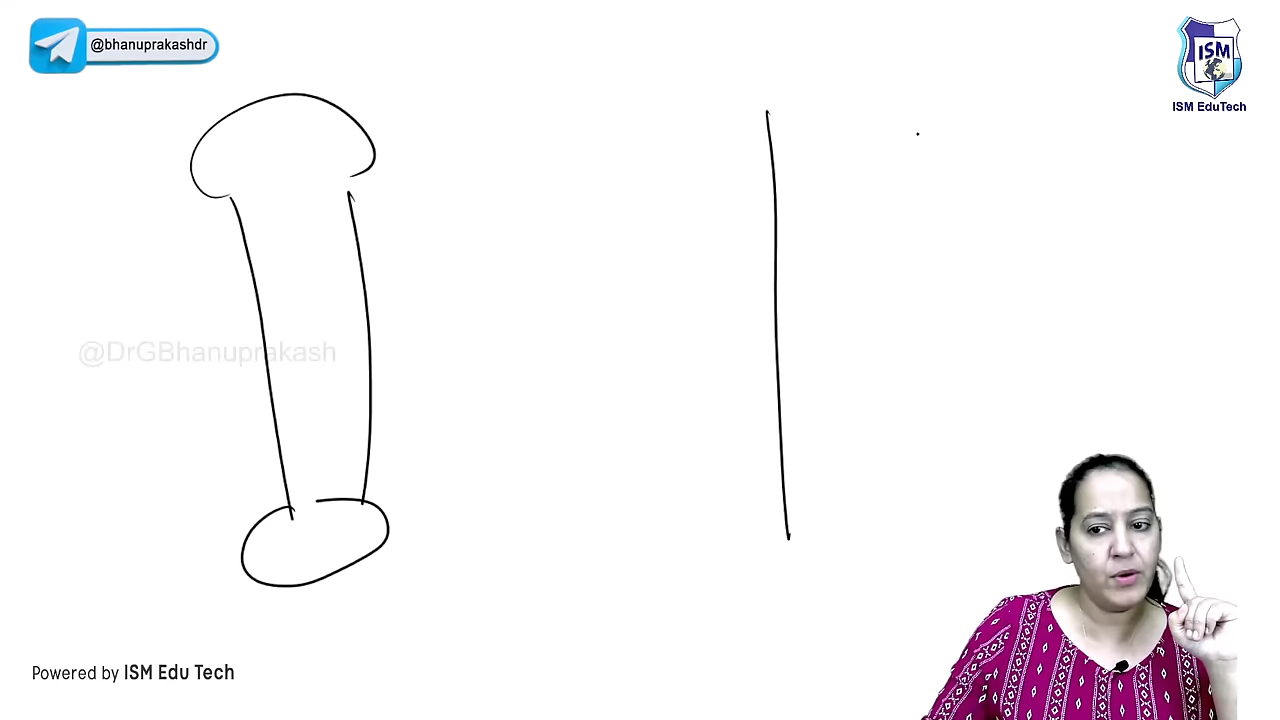 @bhanuprakashdr
ISM
ISM EduTech
@DrGBhanuprakash
Powered by ISM Edu Tech